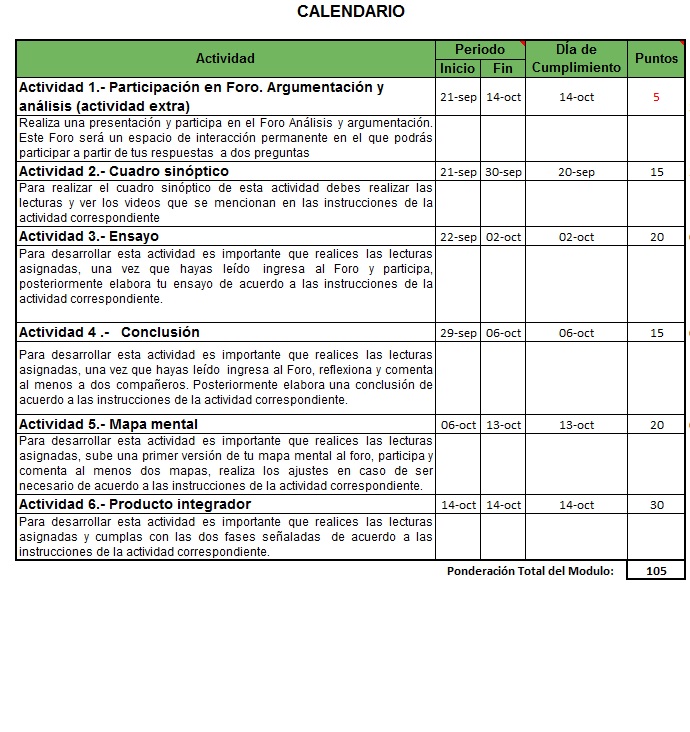 CALENDARIO
Actividad
Periodo
DÍa de
Cumplimiento
Puntos
Inicio
Fin
Actividad 1.- Participación en Foro. Argumentación y
análisis (actividad extra)
21-sep 14-oct 14-oct 5
Realiza una presentación y participa en el Foro Análisis y argumentación.
Este Foro será un espacio de interacción permanente en el que podrás
participar a partir de tus respuestas a dos preguntas
Actividad 2.- Cuadro sinóptico 21-sep 30-sep 20-sep 15
Para realizar el cuadro sinóptico de esta actividad debes realizar las
lecturas y ver los videos que se mencionan en las instrucciones de la
actividad correspondiente
Actividad 3.- Ensayo 22-sep 02-oct 02-oct 20
Para desarrollar esta actividad es importante que realices las lecturas
asignadas, una vez que hayas leído ingresa al Foro y participa,
posteriormente elabora tu ensayo de acuerdo a las instrucciones de la
actividad correspondiente.
Actividad 4 .- Conclusión 29-sep 06-oct 06-oct 15
Para desarrollar esta actividad es importante que realices las lecturas
asignadas, una vez que hayas leído ingresa al Foro, reflexiona y comenta
al menos a dos compañeros. Posteriormente elabora una conclusión de
acuerdo a las instrucciones de la actividad correspondiente.
Actividad 5.- Mapa mental 06-oct 13-oct 13-oct 20
Para desarrollar esta actividad es importante que realices las lecturas
asignadas, sube una primer versión de tu mapa mental al foro, participa y
comenta al menos dos mapas, realiza los ajustes en caso de ser
necesario de acuerdo a las instrucciones de la actividad correspondiente.
Actividad 6.- Producto integrador 14-oct 14-oct 14-oct 30
Para desarrollar esta actividad es importante que realices las lecturas
asignadas y cumplas con las dos fases señaladas de acuerdo a las
instrucciones de la actividad correspondiente.
Ponderación Total del Modulo: 105